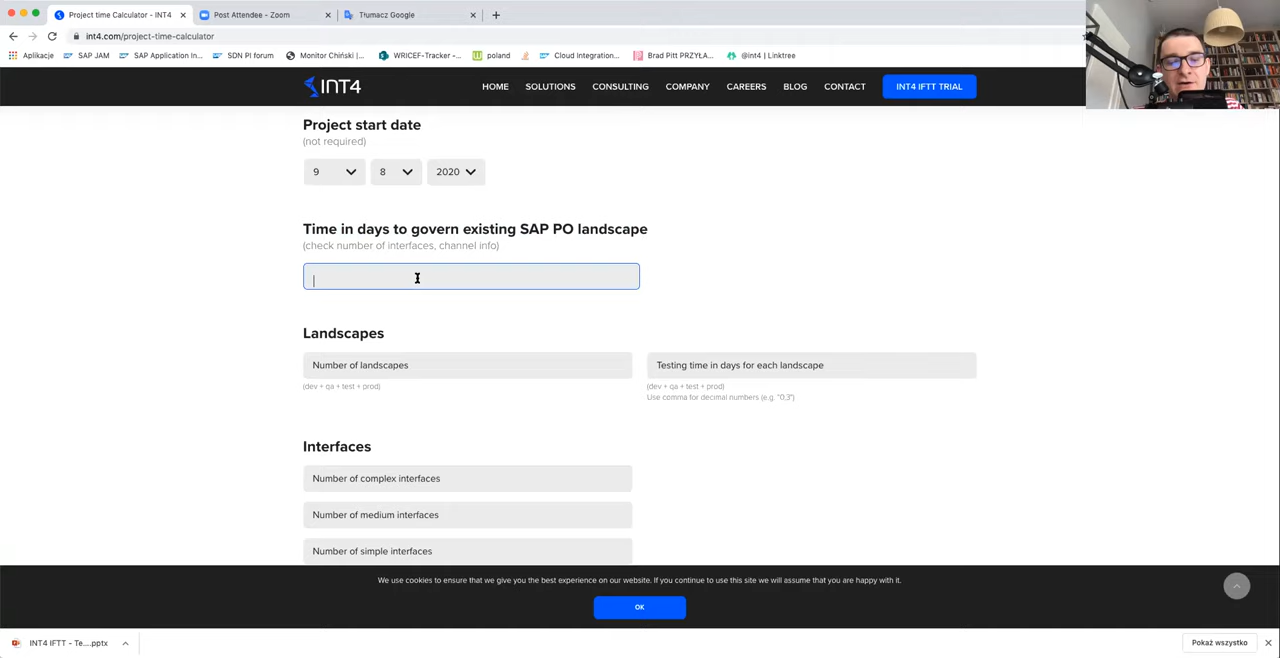 Project time Calculator - INT4
Post Attendee - Zoom
Tłumacz Google
int4.com/project-time-calculator
Aplikacje
SAP JAM
SAP Application In...
SDN PI forum
Monitor Chiński |...
WRICEF-Tracker -...
poland
Cloud Integration...
Brad Pitt PRZYŁA...
@int4 | Linktree
INT4
HOME
SOLUTIONS
CONSULTING
COMPANY
CAREERS
BLOG
CONTACT
INT4 IFTT TRIAL
Project start date
(not required)
9
8
2020
Time in days to govern existing SAP PO landscape
(check number of interfaces, channel info)
Landscapes
Number of landscapes
Testing time in days for each landscape
(dev + qa + test + prod)
(dev + qa + test + prod)
Use comma for decimal numbers (e.g. "0,3")
Interfaces
Number of complex interfaces
Number of medium interfaces
Number of simple interfaces
We use cookies to ensure that we give you the best experience on our website. If you continue to use this site we will assume that you are happy with it.
OK
INT4 IFTT - Te....pptx
Pokaż wszystko